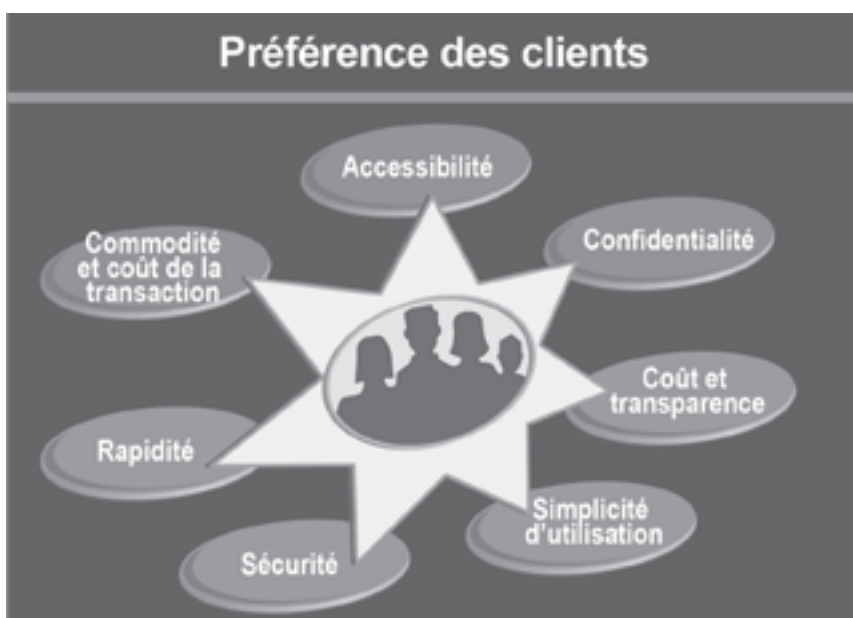 Préférence des clients
Accessibilité
Confidentialité
Coût et
transparence
Simplicité
d'utilisation
Sécurité
Rapidité
Commodité
et coût de la
transaction